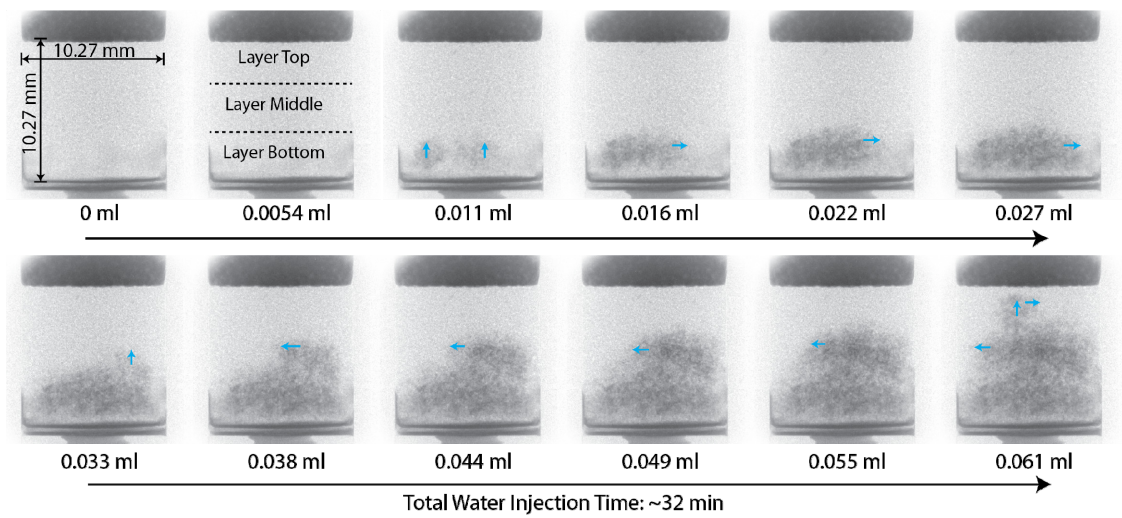 10.27 mm
10.27 mm
Layer Top
Layer Middle
Layer Bottom
0 ml
0.0054 ml
0.011 ml
0.016 ml
0.022 ml
0.027 ml
0.033 ml
0.038 ml
0.044 ml
0.049 ml
0.055 ml
0.061 ml
Total Water Injection Time: ~32 min